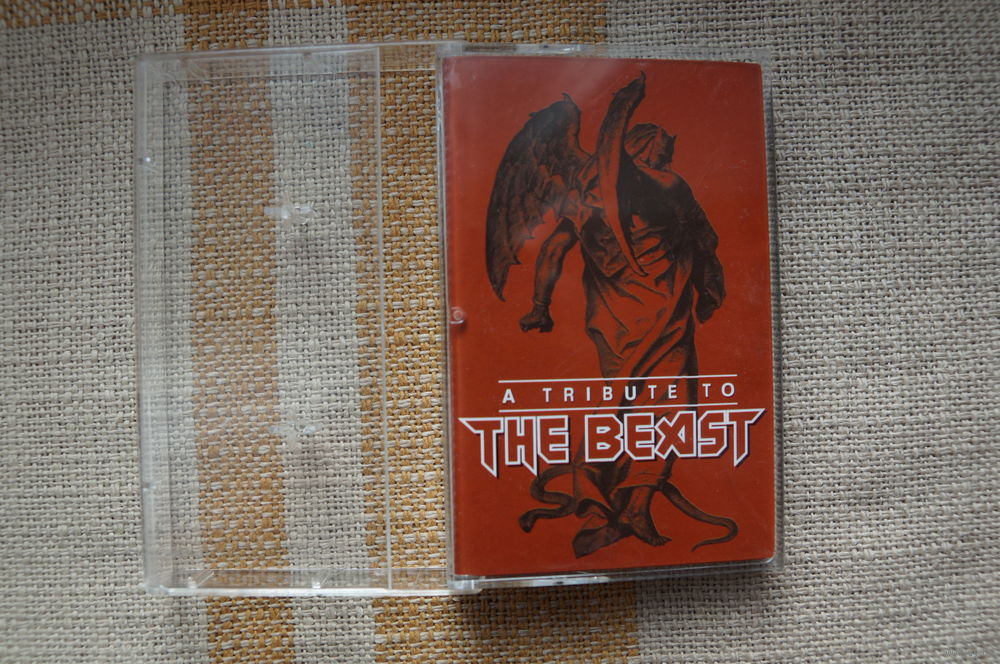 A TRIBUTE TO
THE BEAST